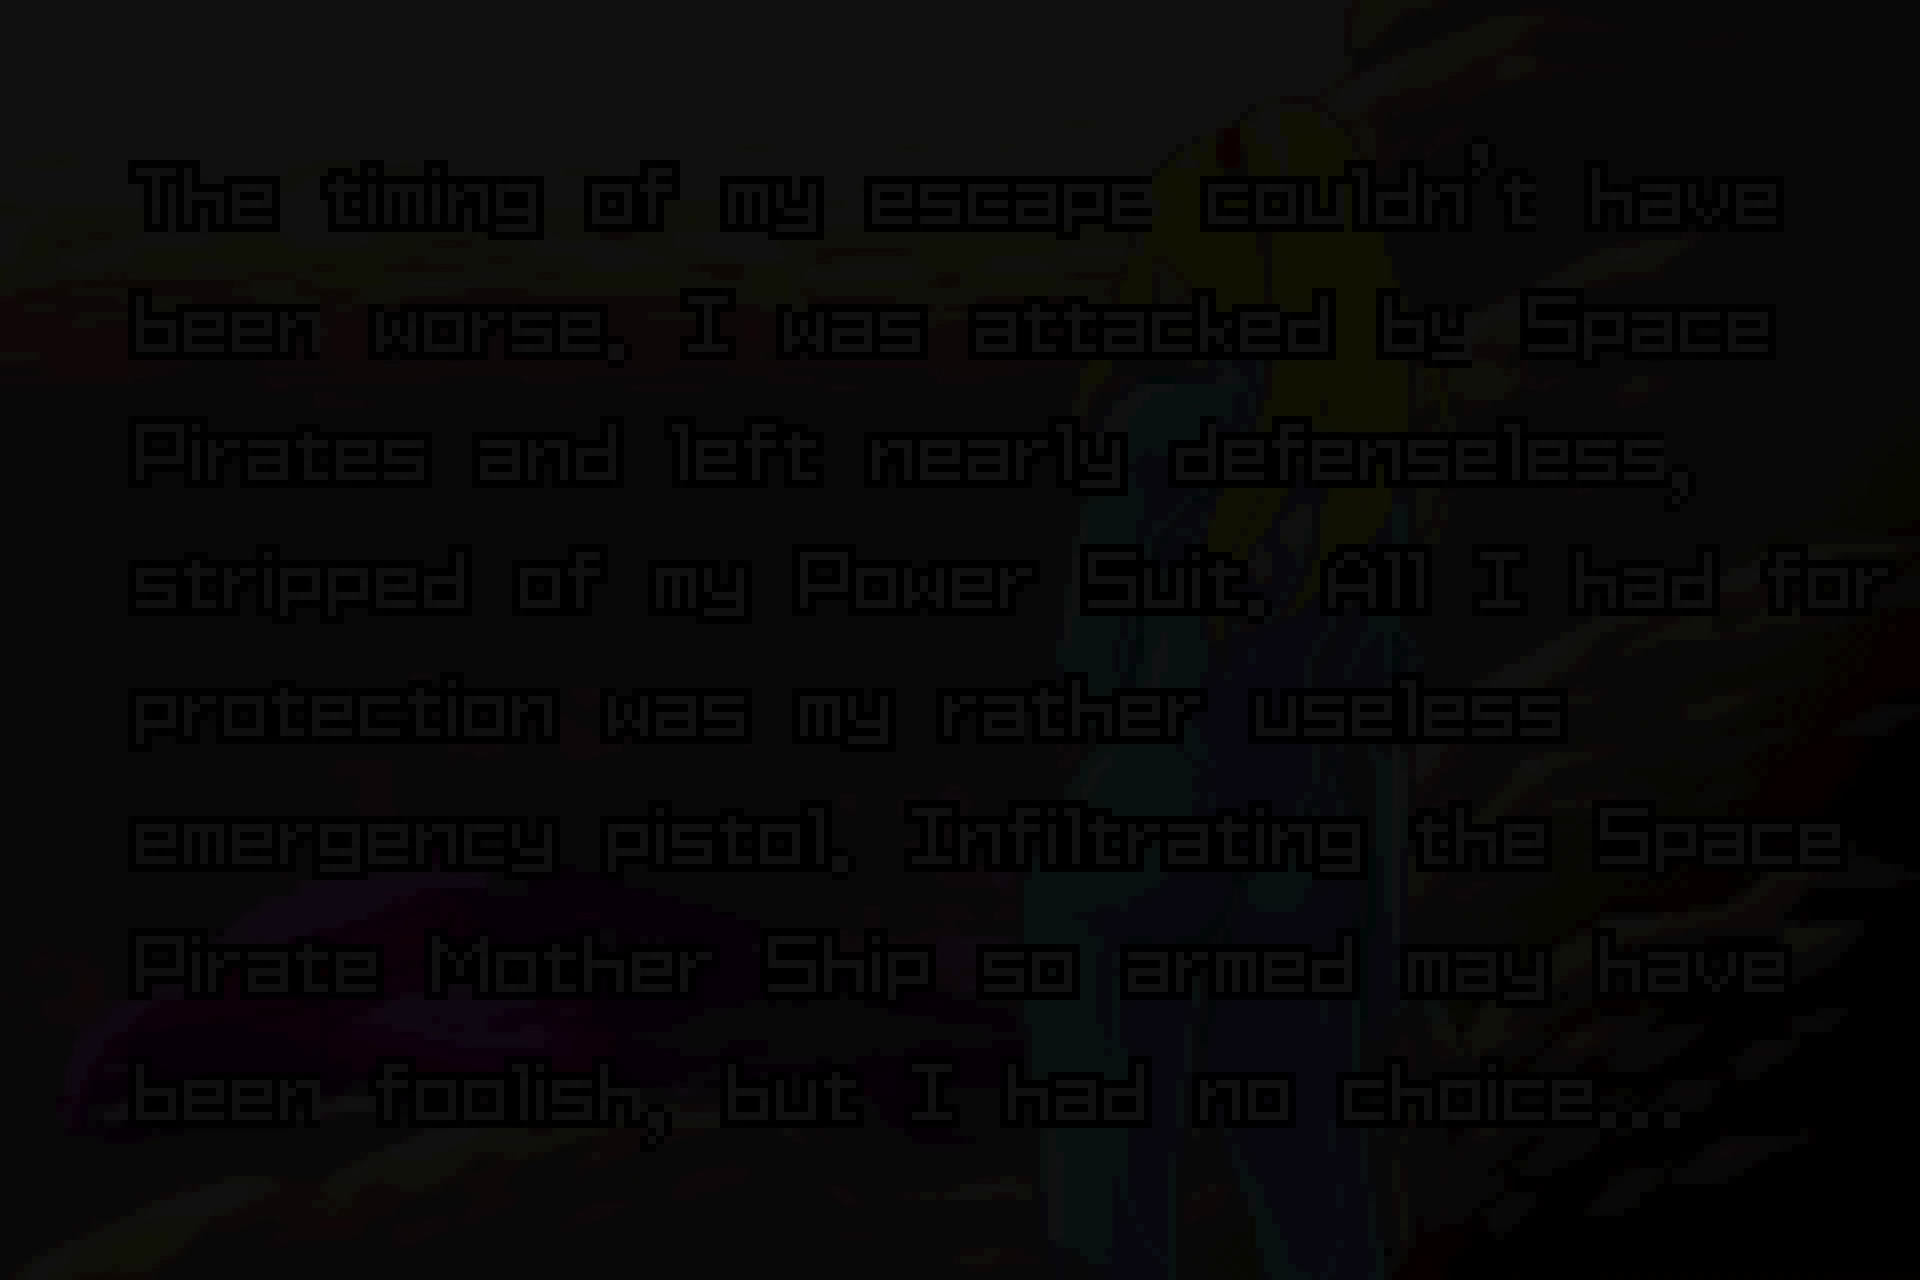 The timing of my escape couldn't have
been worse. I was attacked by Space
Pirates and left nearly defenseless,
stripped of my Power Suit. All I had for
protection was my rather useless
emergency pistol. Infiltrating the Space
Pirate Mother Ship so armed may have
been foolish, but I had no choice...